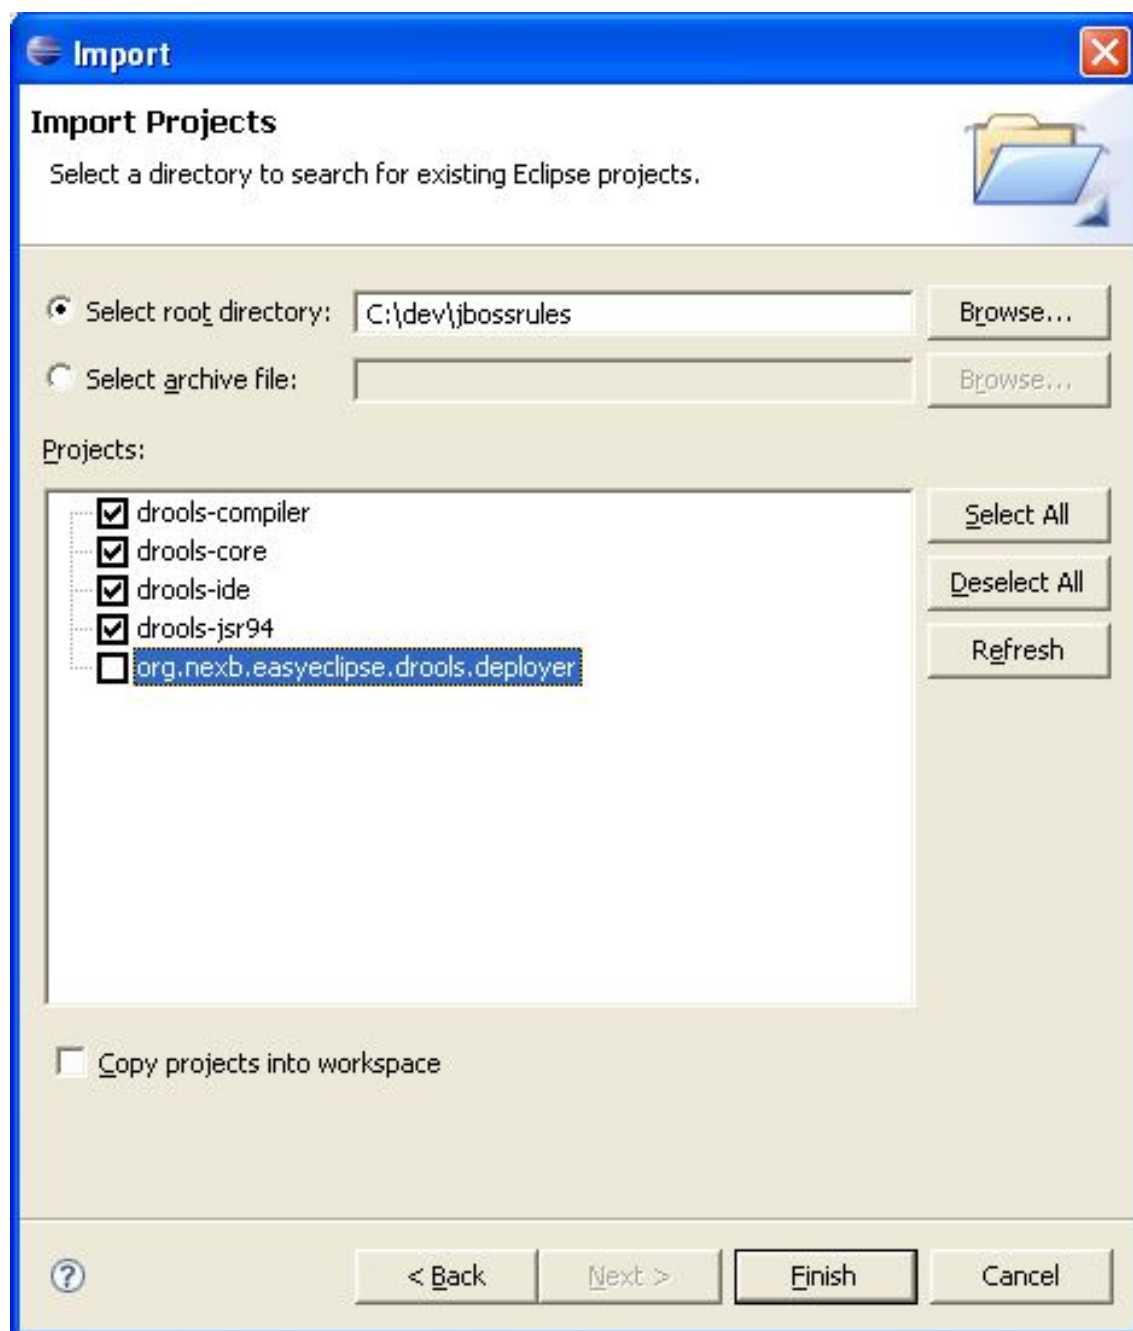 Import
Import Projects
Select a directory to search for existing Eclipse projects.
Select root directory: C:\dev\jbossrules Browse...
Select archive file: Browse...
Projects:
drools-compiler Select All
drools-core
drools-ide Deselect All
drools-jsr94 Refresh
org.nexb.easyeclipse.drools.deployer
Copy projects into workspace
< Back Next > Finish Cancel